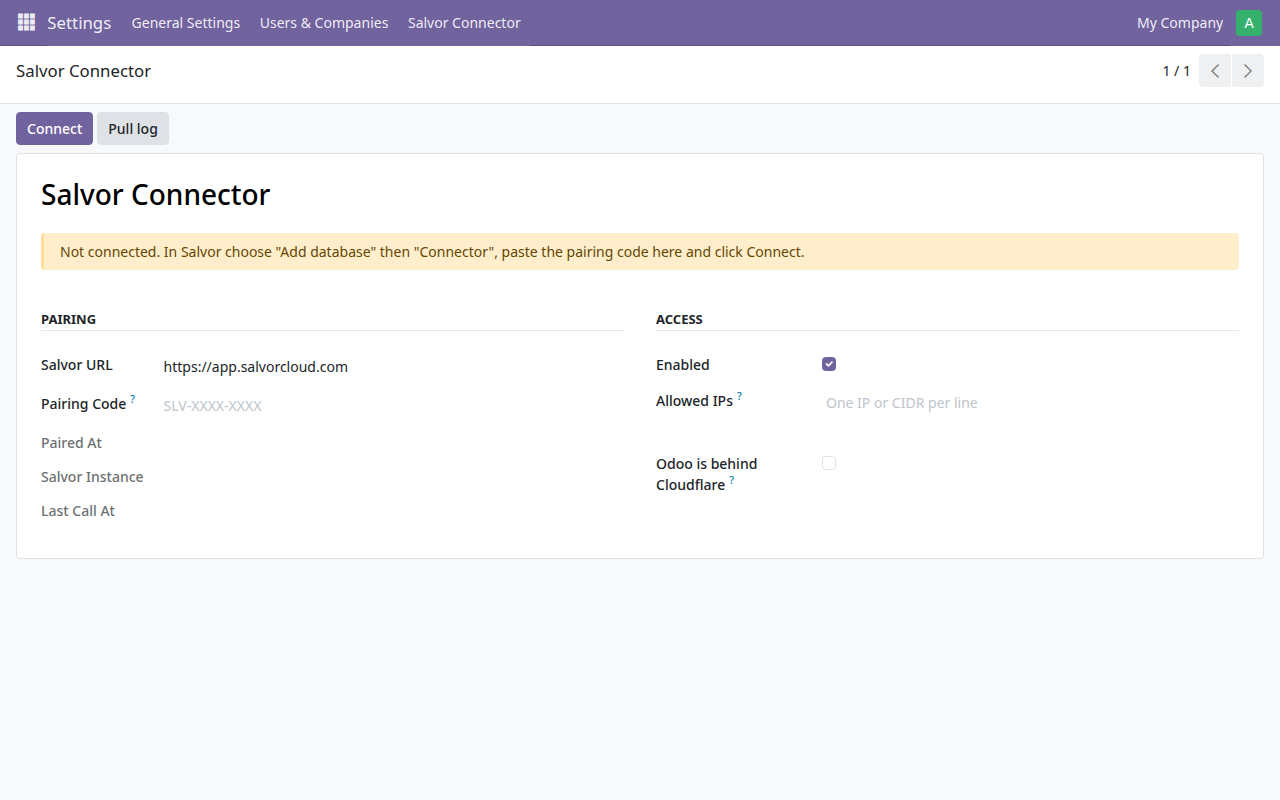 Settings General Settings Users & Companies Salvor Connector My Company A
Salvor Connector 1 / 1
Connect Pull log
Salvor Connector
Not connected. In Salvor choose "Add database" then "Connector", paste the pairing code here and click Connect.
PAIRING
Salvor URL https://app.salvorcloud.com
Pairing Code ? SLV-XXXX-XXXX
Paired At
Salvor Instance
Last Call At
ACCESS
Enabled
Allowed IPs ? One IP or CIDR per line
Odoo is behind
Cloudflare ?